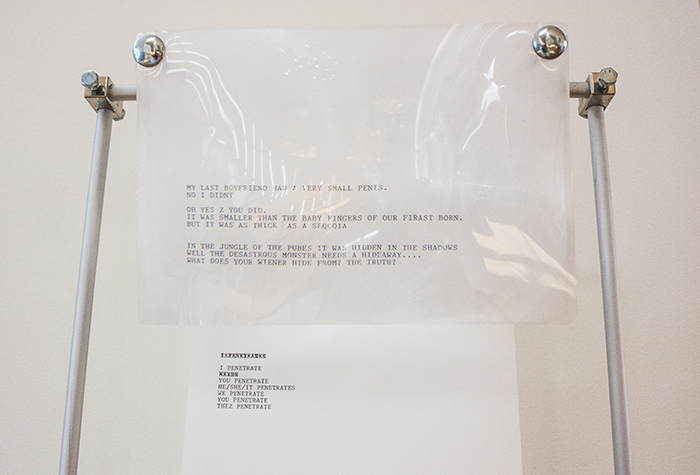 MY LAST BOYFRIEND HAD A VERY SMALL PENIS.
NO I DIDNT
OH YES Z YOU DID.
IT WAS SMALLER THAN THE BABY FINGERS OF OUR FIRAST BORN.
BUT IT WAS AS THICK AS A SEQUOIA
IN THE JUNGLE OF THE PUBES IT WAS HIDDEN IN THE SHADOWS
WELL THE DESASTROUS MONSTER NEEDS A HIDEAWAY....
WHAT DOES YOUR WIENER HIDE FROM? THE TRUTH?
I PENETRATE
YOU PENETRATE
HE/SHE/IT PENETRATES
WE PENETRATE
YOU PENETRATE
THEZ PENETRATE